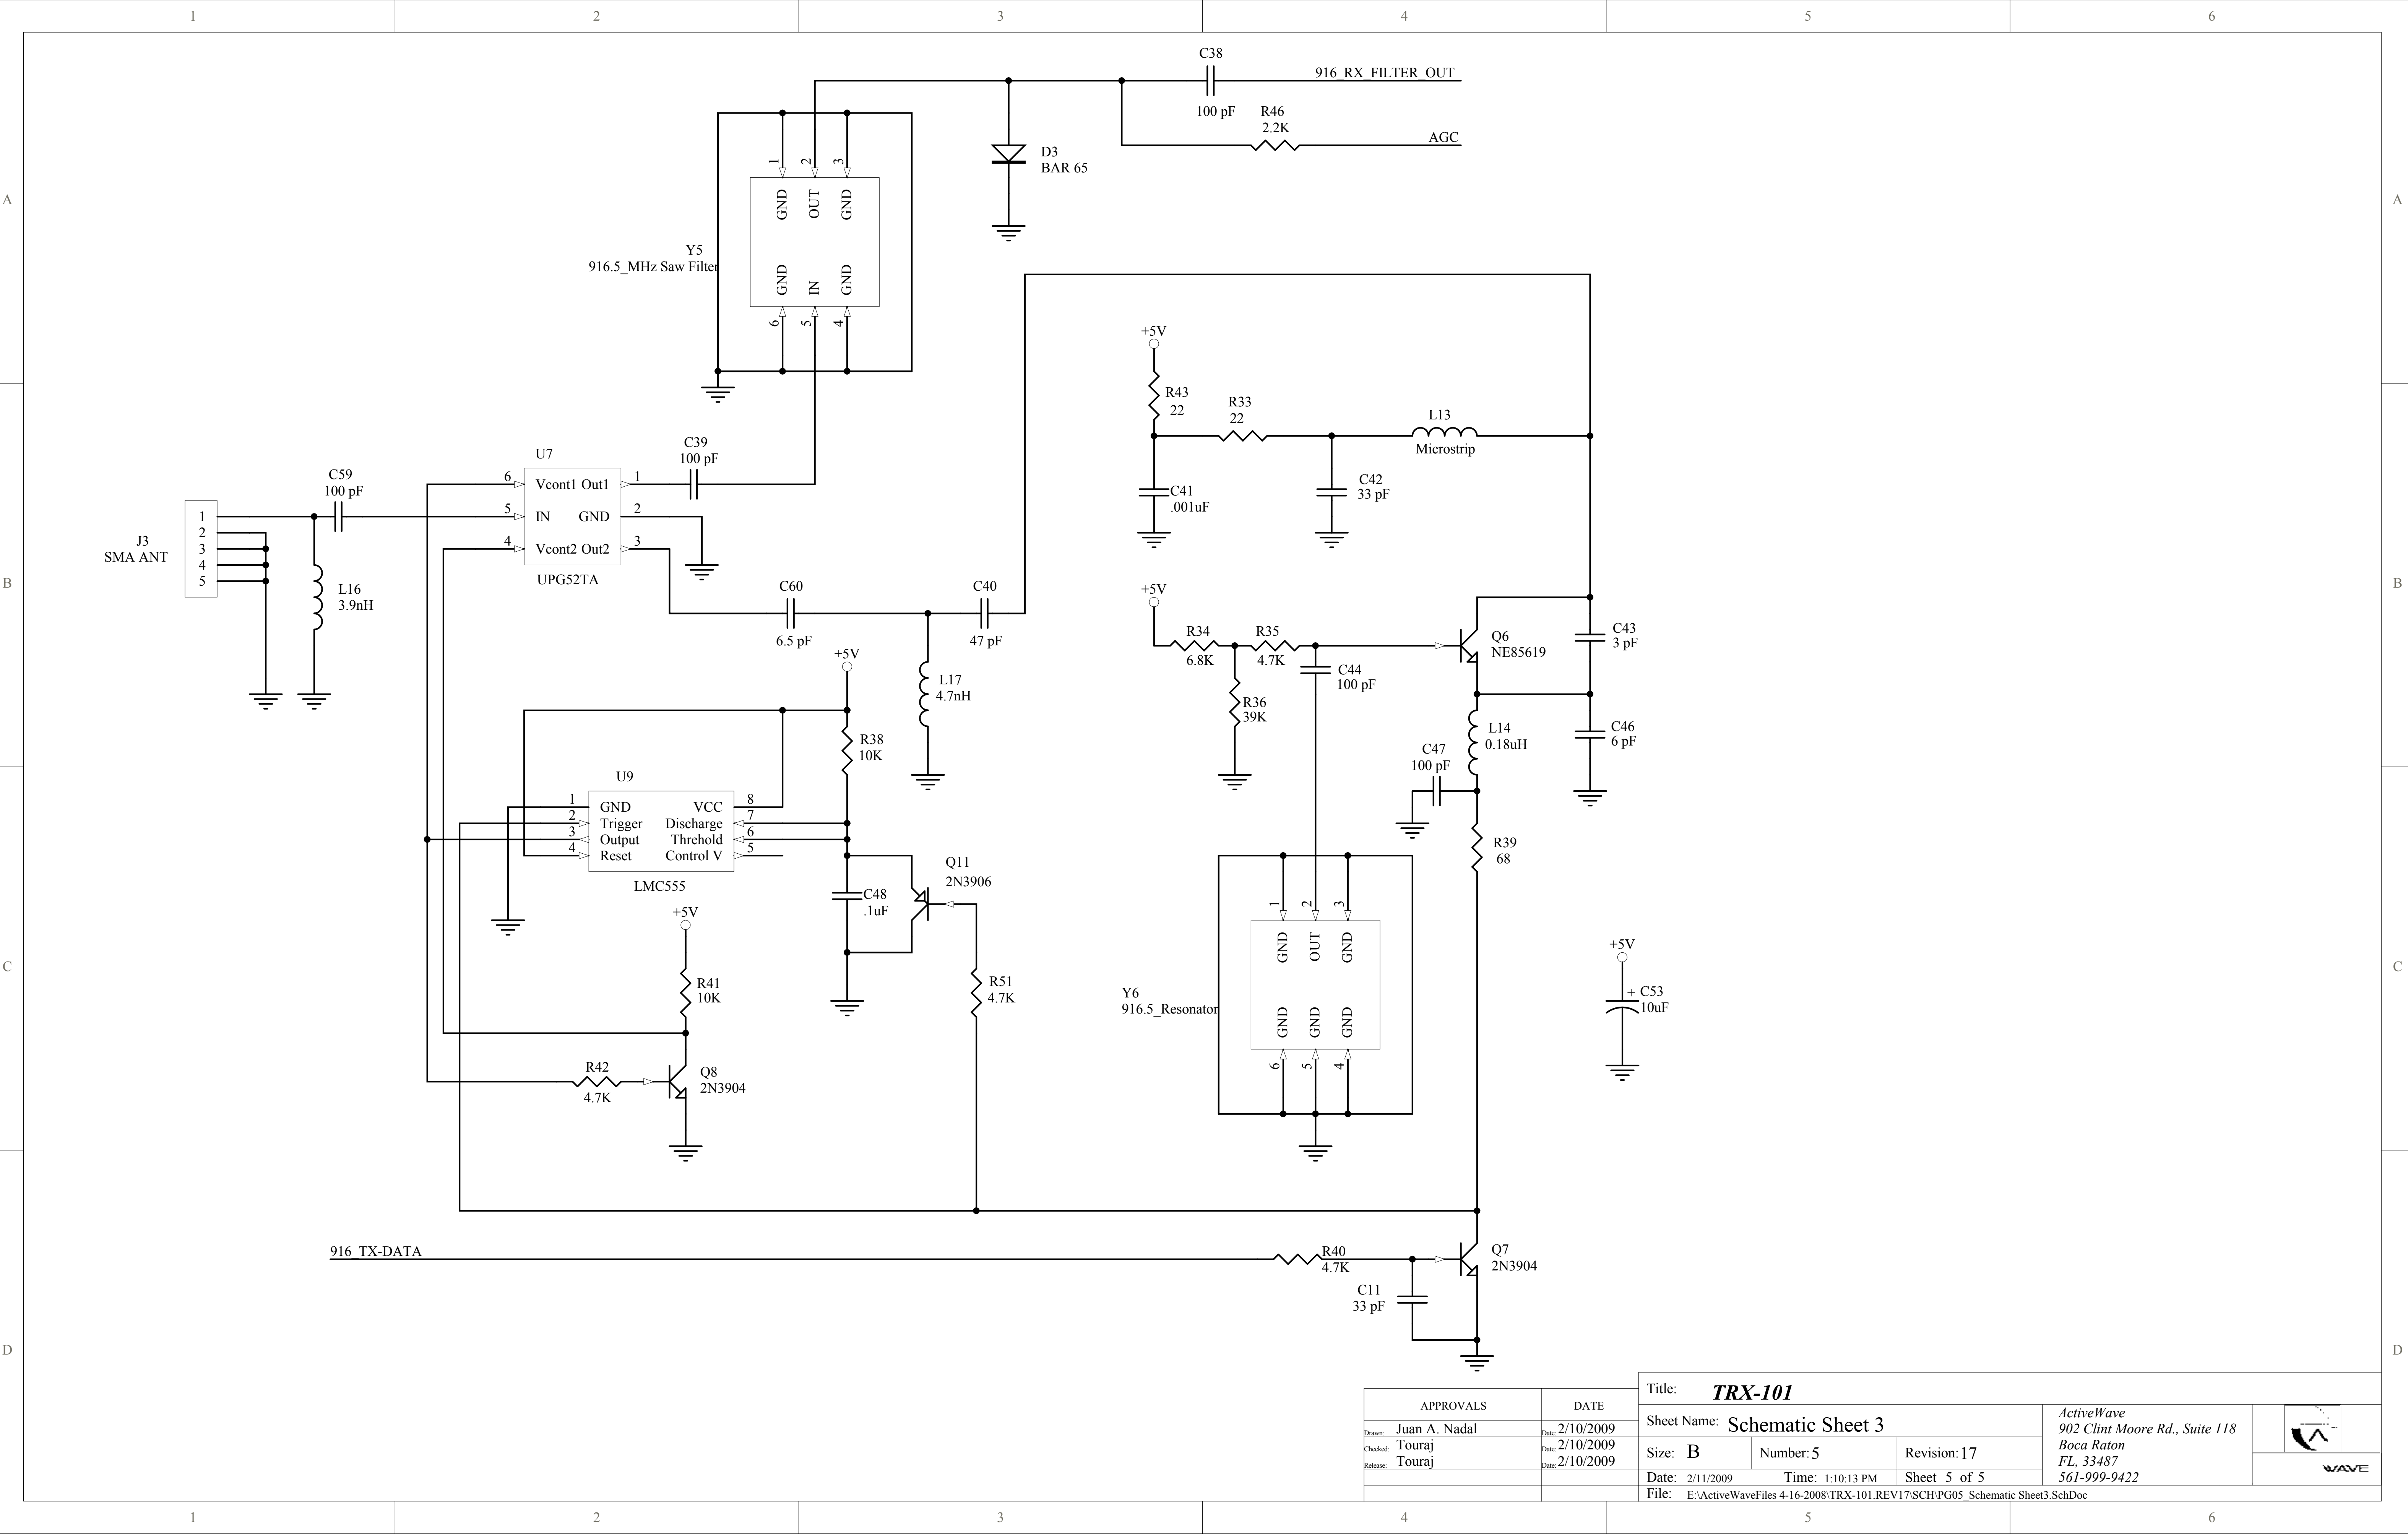 1 2 3 4 5 6
A A
B B
C C
D D
C38
100 pF
916_RX_FILTER_OUT
R46
2.2K
AGC
D3
BAR 65
1 2 3
GND OUT GND
GND IN GND
6 5 4
Y5
916.5_MHz Saw Filter
+5V
R43
22
R33
22
L13
Microstrip
C41
.001uF
C42
33 pF
C39
100 pF
U7
6 Vcont1 Out1 1
5 IN GND 2
4 Vcont2 Out2 3
UPG52TA
C59
100 pF
J3
SMA ANT
1
2
3
4
5
L16
3.9nH
C60
6.5 pF
C40
47 pF
L17
4.7nH
+5V
R34
6.8K
R35
4.7K
R36
39K
C44
100 pF
Q6
NE85619
C43
3 pF
C46
6 pF
L14
0.18uH
C47
100 pF
R39
68
+5V
R38
10K
U9
1 GND VCC 8
2 Trigger Discharge 7
3 Output Threshold 6
4 Reset Control V 5
LMC555
C48
.1uF
Q11
2N3906
R51
4.7K
+5V
R41
10K
R42
4.7K
Q8
2N3904
1 2 3
GND OUT GND
GND GND GND
6 5 4
Y6
916.5_Resonator
+5V
+ C53
10uF
916_TX-DATA
R40
4.7K
C11
33 pF
Q7
2N3904
APPROVALS DATE
Drawn: Juan A. Nadal Date: 2/10/2009
Checked: Touraj Date: 2/10/2009
Release: Touraj Date: 2/10/2009
Title: TRX-101
Sheet Name: Schematic Sheet 3
Size: B Number: 5 Revision: 17
Date: 2/11/2009 Time: 1:10:13 PM Sheet 5 of 5
File: E:\ActiveWaveFiles 4-16-2008\TRX-101.REV17\SCH\PG05_Schematic Sheet3.SchDoc
ActiveWave
902 Clint Moore Rd., Suite 118
Boca Raton
FL, 33487
561-999-9422
WAVE
1 2 3 4 5 6